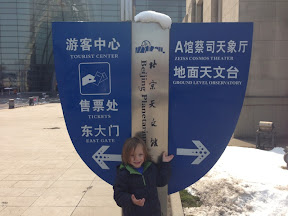 游客中心
TOURIST CENTER
售票处
TICKETS
东大门
EAST GATE
北京天文馆
Beijing Planetarium
A馆蔡司天象厅
ZEISS COSMOS THEATER
地面天文台
GROUND LEVEL OBSERVATORY